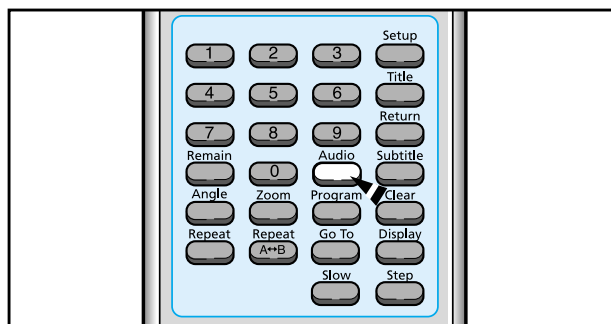 Setup
1 2 3
Title
4 5 6
Return
7 8 9
Remain Audio Subtitle
0
Angle Zoom Program Clear
Repeat Repeat Go To Display
A↔B
Slow Step